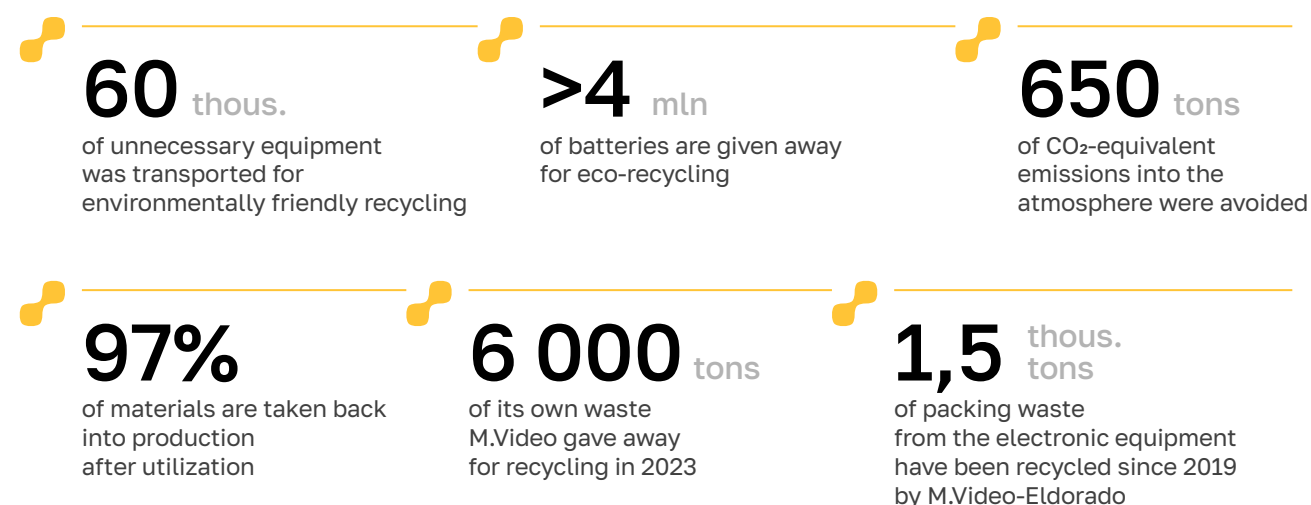 60 thous.
of unnecessary equipment
was transported for
environmentally friendly recycling
>4 mln
of batteries are given away
for eco-recycling
650 tons
of CO₂-equivalent
emissions into the
atmosphere were avoided
97%
of materials are taken back
into production
after utilization
6 000 tons
of its own waste
M.Video gave away
for recycling in 2023
1,5 thous.
tons
of packing waste
from the electronic equipment
have been recycled since 2019
by M.Video-Eldorado